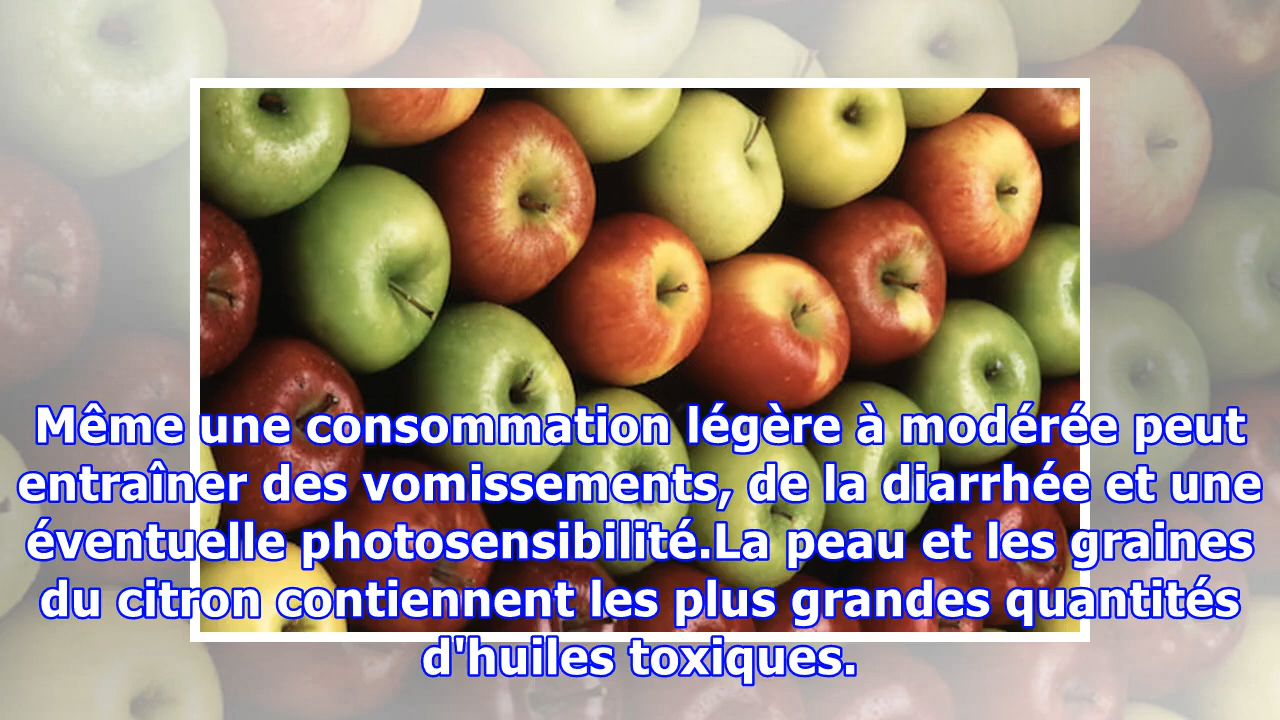 Même une consommation légère à modérée peut
entraîner des vomissements, de la diarrhée et une
éventuelle photosensibilité.La peau et les graines
du citron contiennent les plus grandes quantités
d'huiles toxiques.